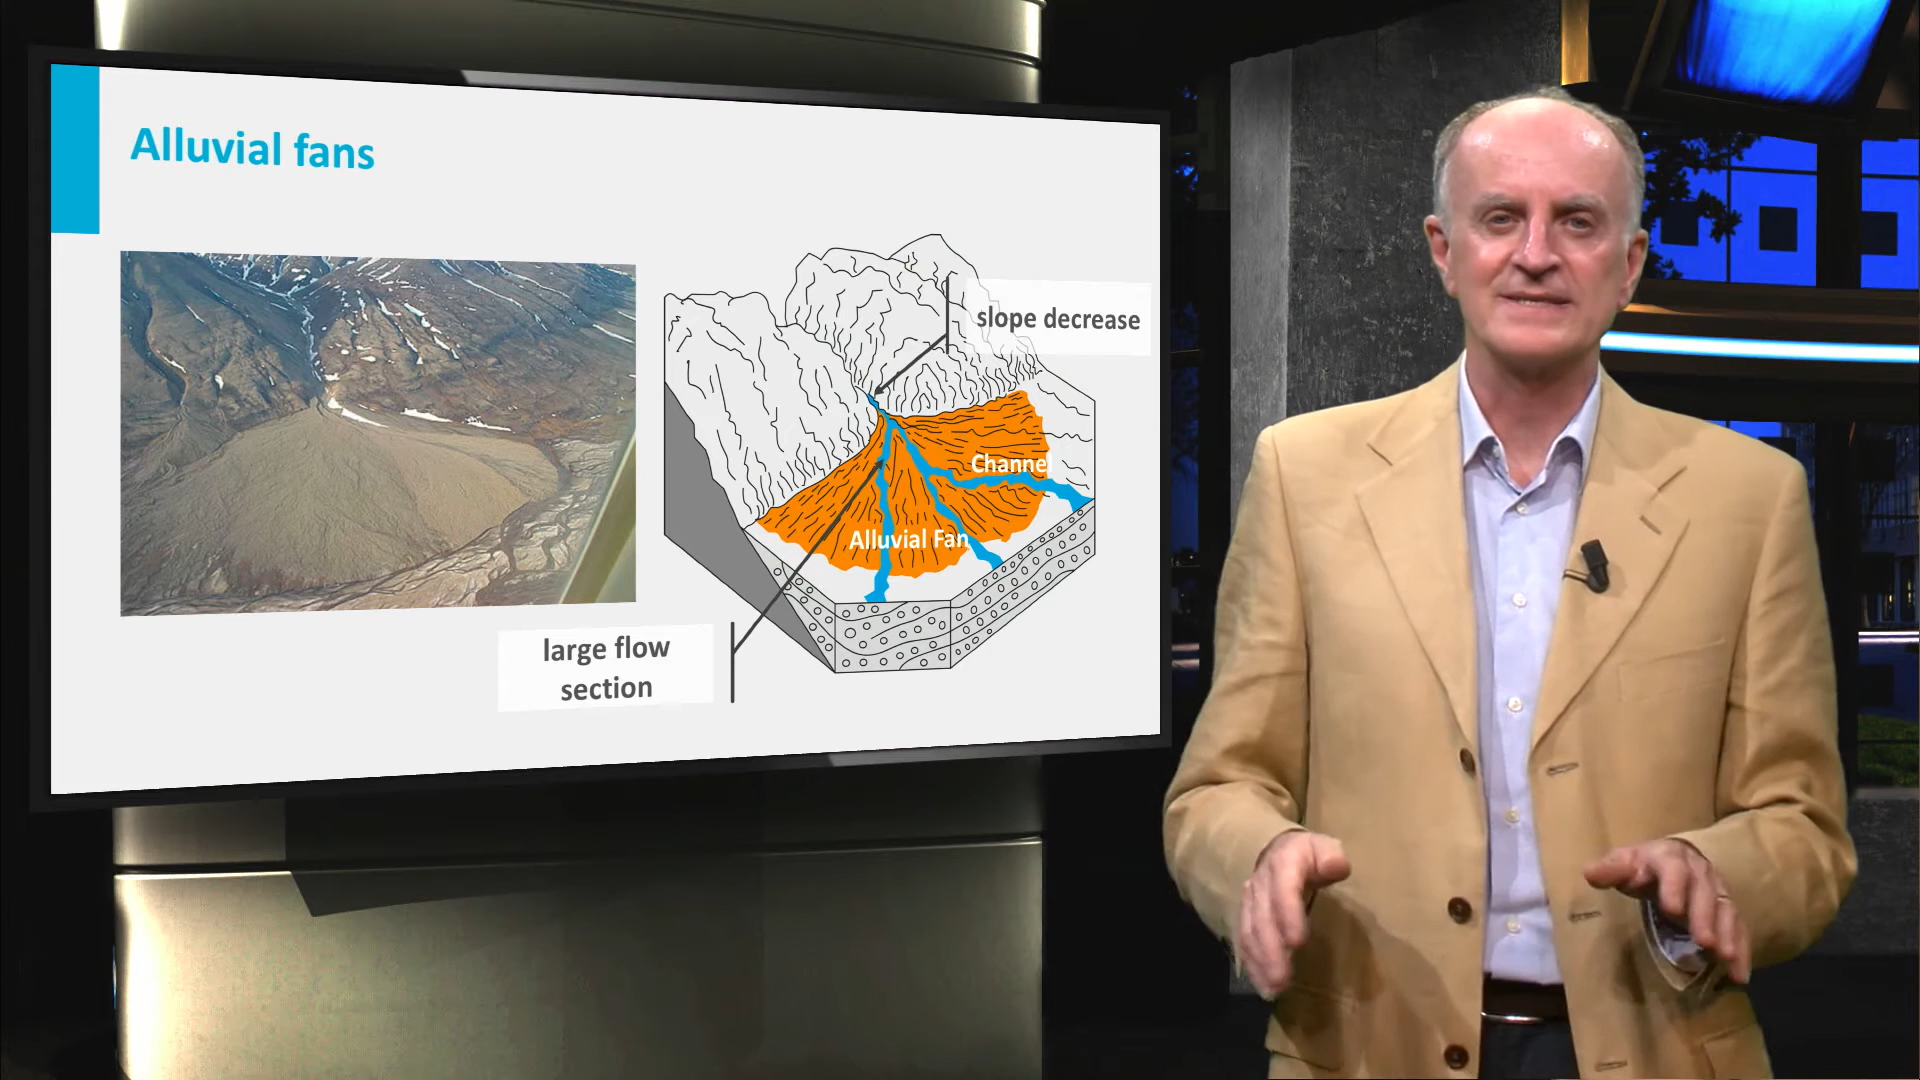 Alluvial fans
slope decrease
Channel
Alluvial Fan
large flow
section